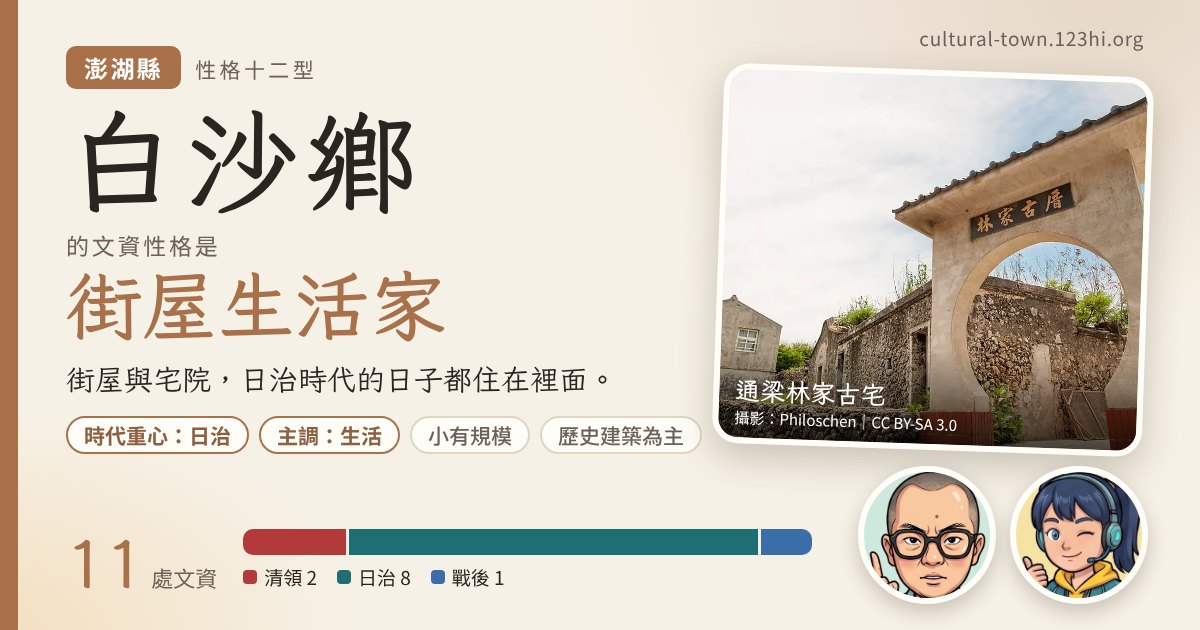 cultural-town.123hi.org
澎湖縣 性格十二型
白沙鄉
的文資性格是
街屋生活家
街屋與宅院，日治時代的日子都住在裡面。
時代重心：日治 主調：生活 小有規模 歷史建築為主
林家古厝
通梁林家古宅
攝影：Philoschen｜CC BY-SA 3.0
11 處文資
清領 2 日治 8 戰後 1